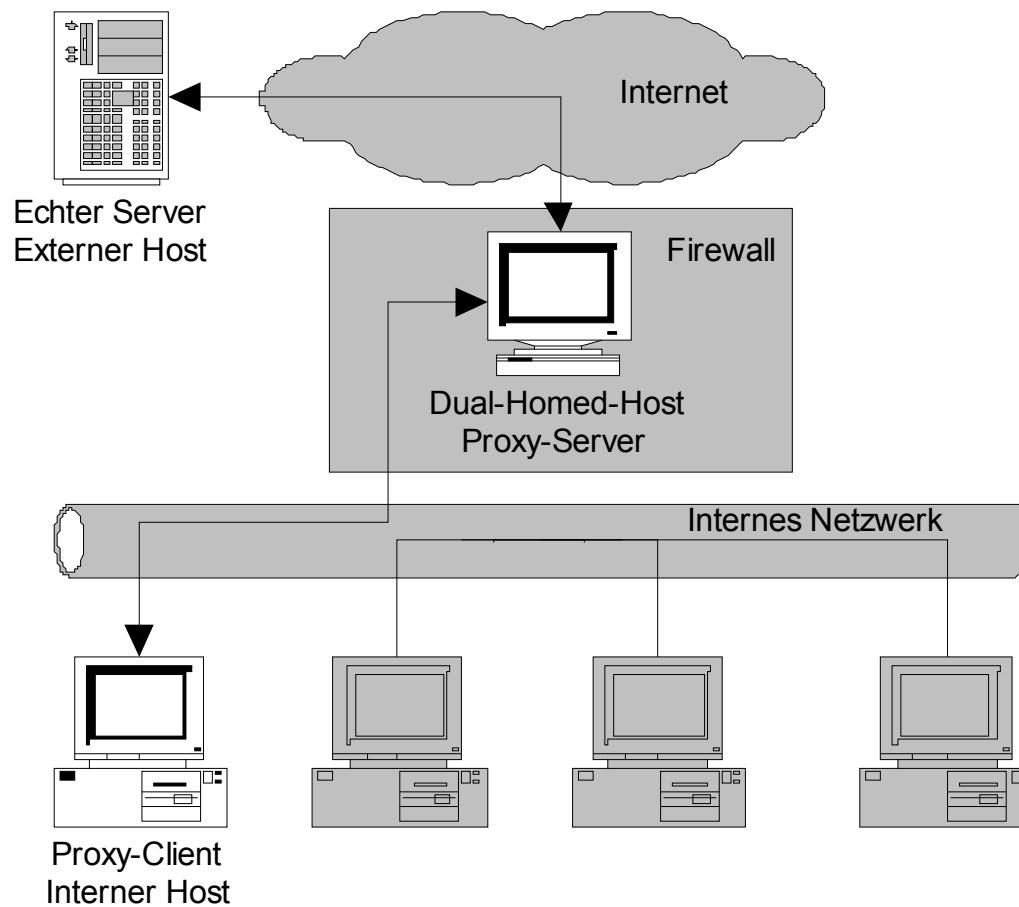 Internet
Echter Server
Externer Host
Firewall
Dual-Homed-Host
Proxy-Server
Internes Netzwerk
Proxy-Client
Interner Host